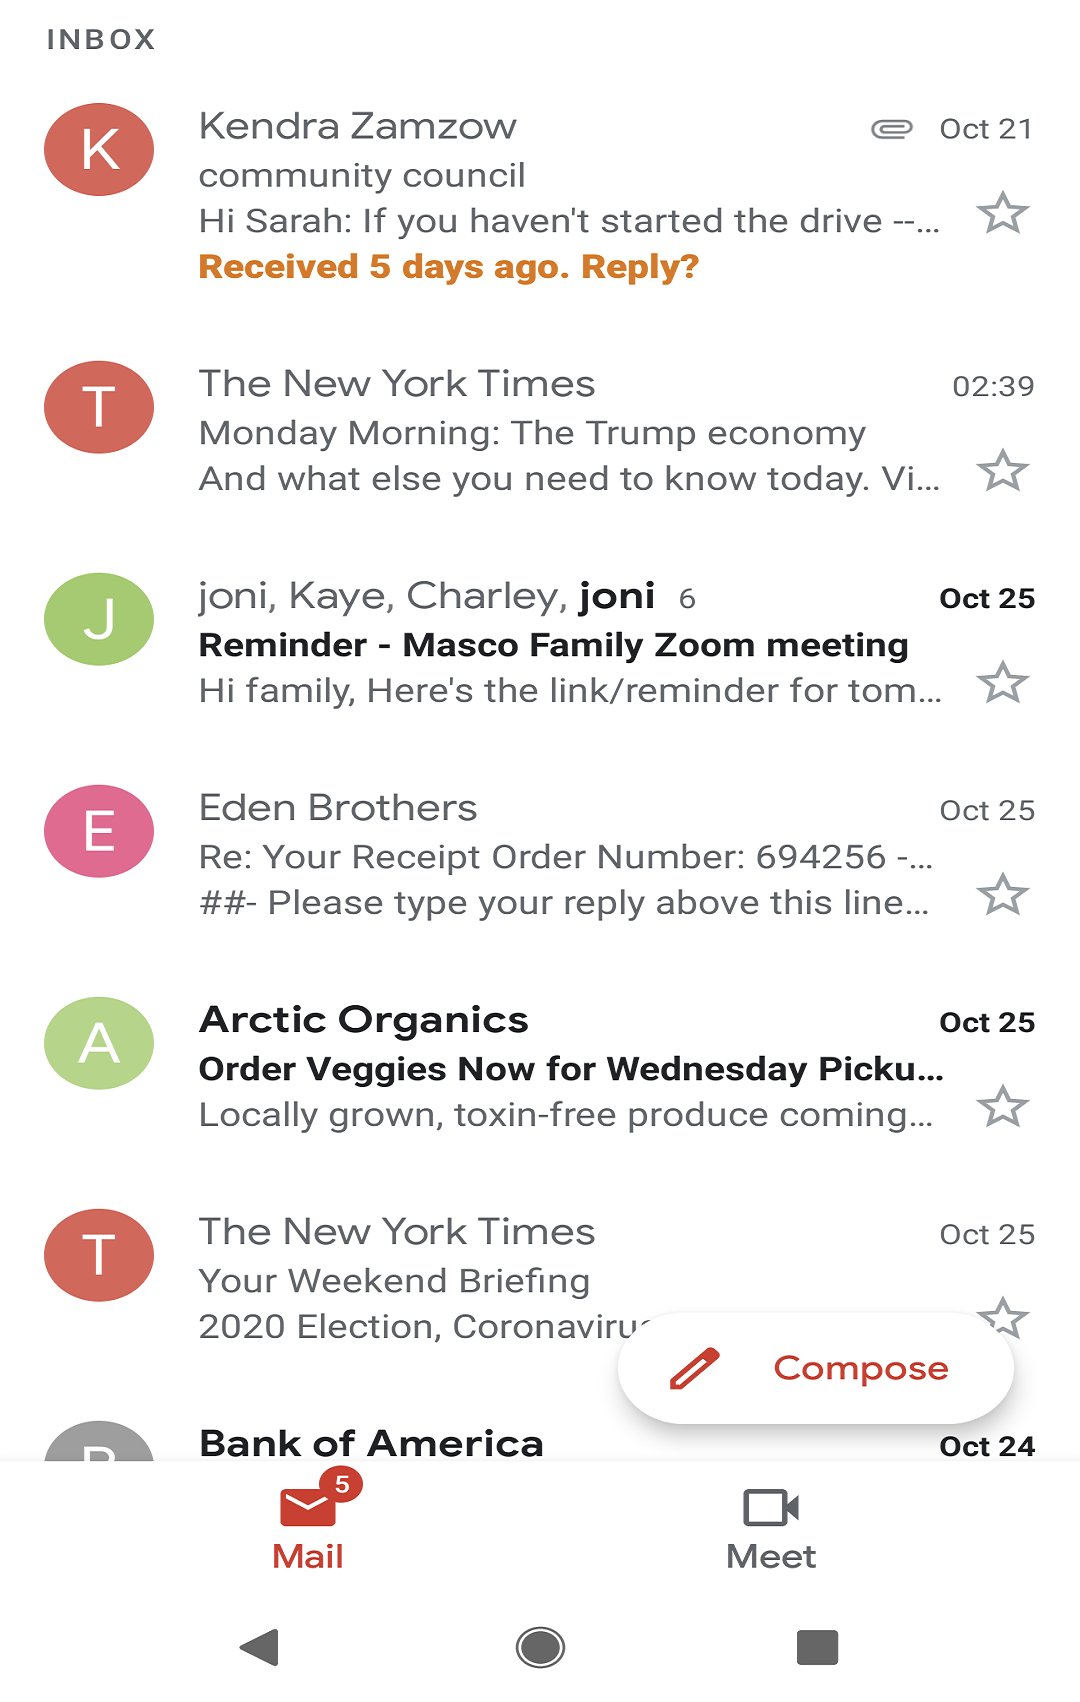 INBOX
K
Kendra Zamzow
Oct 21
community council
Hi Sarah: If you haven't started the drive --...
Received 5 days ago. Reply?
T
The New York Times
02:39
Monday Morning: The Trump economy
And what else you need to know today. Vi...
J
joni, Kaye, Charley, joni 6
Oct 25
Reminder - Masco Family Zoom meeting
Hi family, Here's the link/reminder for tom...
E
Eden Brothers
Oct 25
Re: Your Receipt Order Number: 694256 -...
##- Please type your reply above this line...
A
Arctic Organics
Oct 25
Order Veggies Now for Wednesday Picku...
Locally grown, toxin-free produce coming...
T
The New York Times
Oct 25
Your Weekend Briefing
2020 Election, Coronavirus
Compose
B
Bank of America
Oct 24
5
Mail
Meet